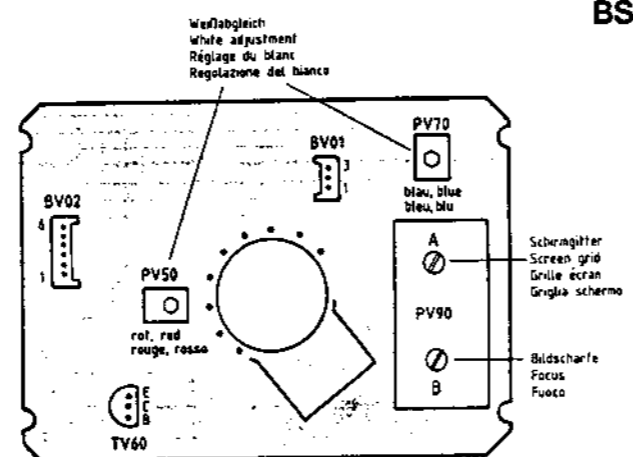 BS
Weißabgleich
White adjustment
Réglage du blanc
Regolazione del bianco
PV70
BV01
3
1
blau, blue
bleu, blu
BV02
6
1
PV50
rot, red
rouge, rosso
A
PV90
B
Schirmgitter
Screen grid
Grille écran
Griglia schermo
Bildschärfe
Focus
Fuoco
E
C
B
TV60